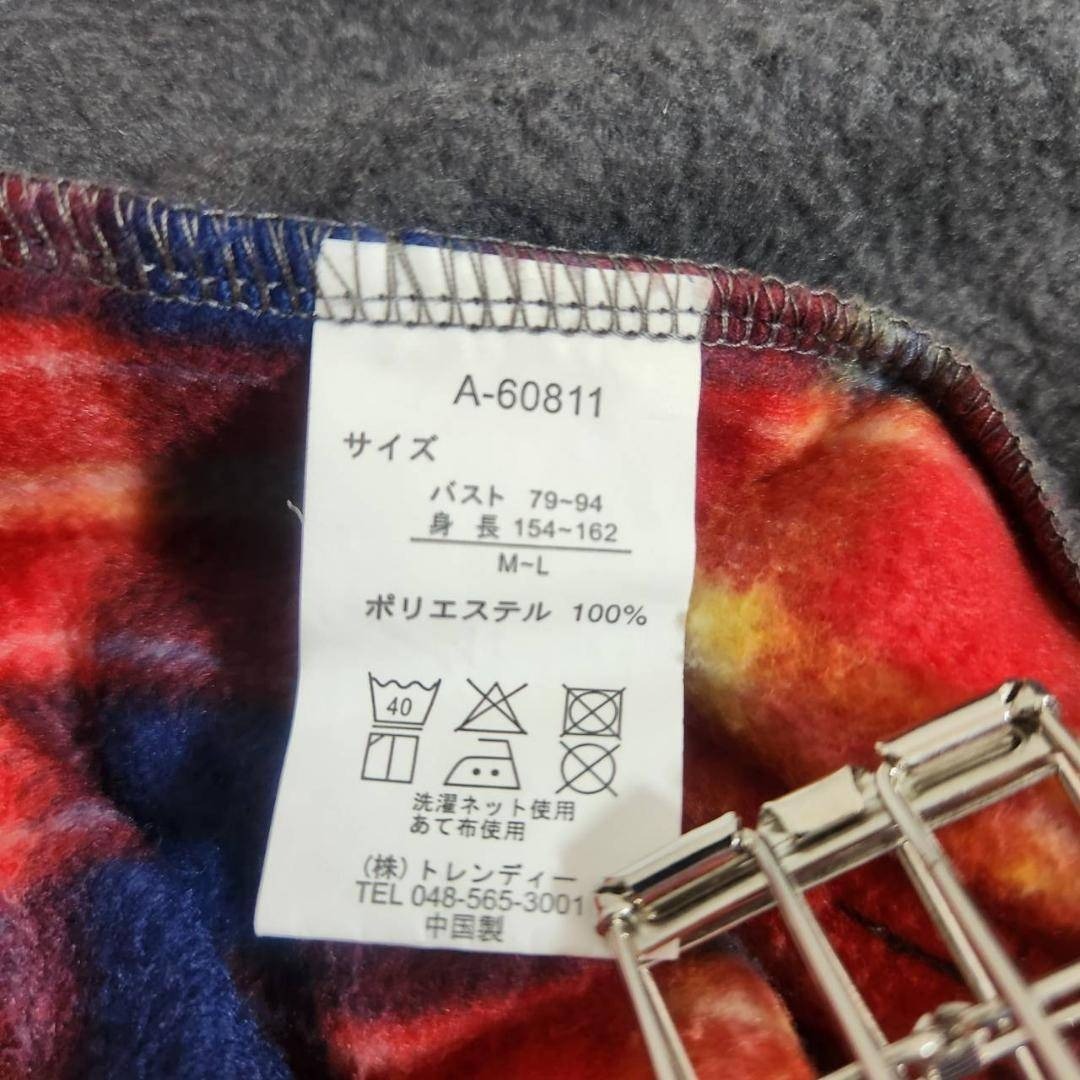 A-60811
サイズ
バスト 79~94
身長 154~162
M~L
ポリエステル 100%
40
洗濯ネット使用
あて布使用
(株)トレンディー
TEL 048-565-3001
中国製